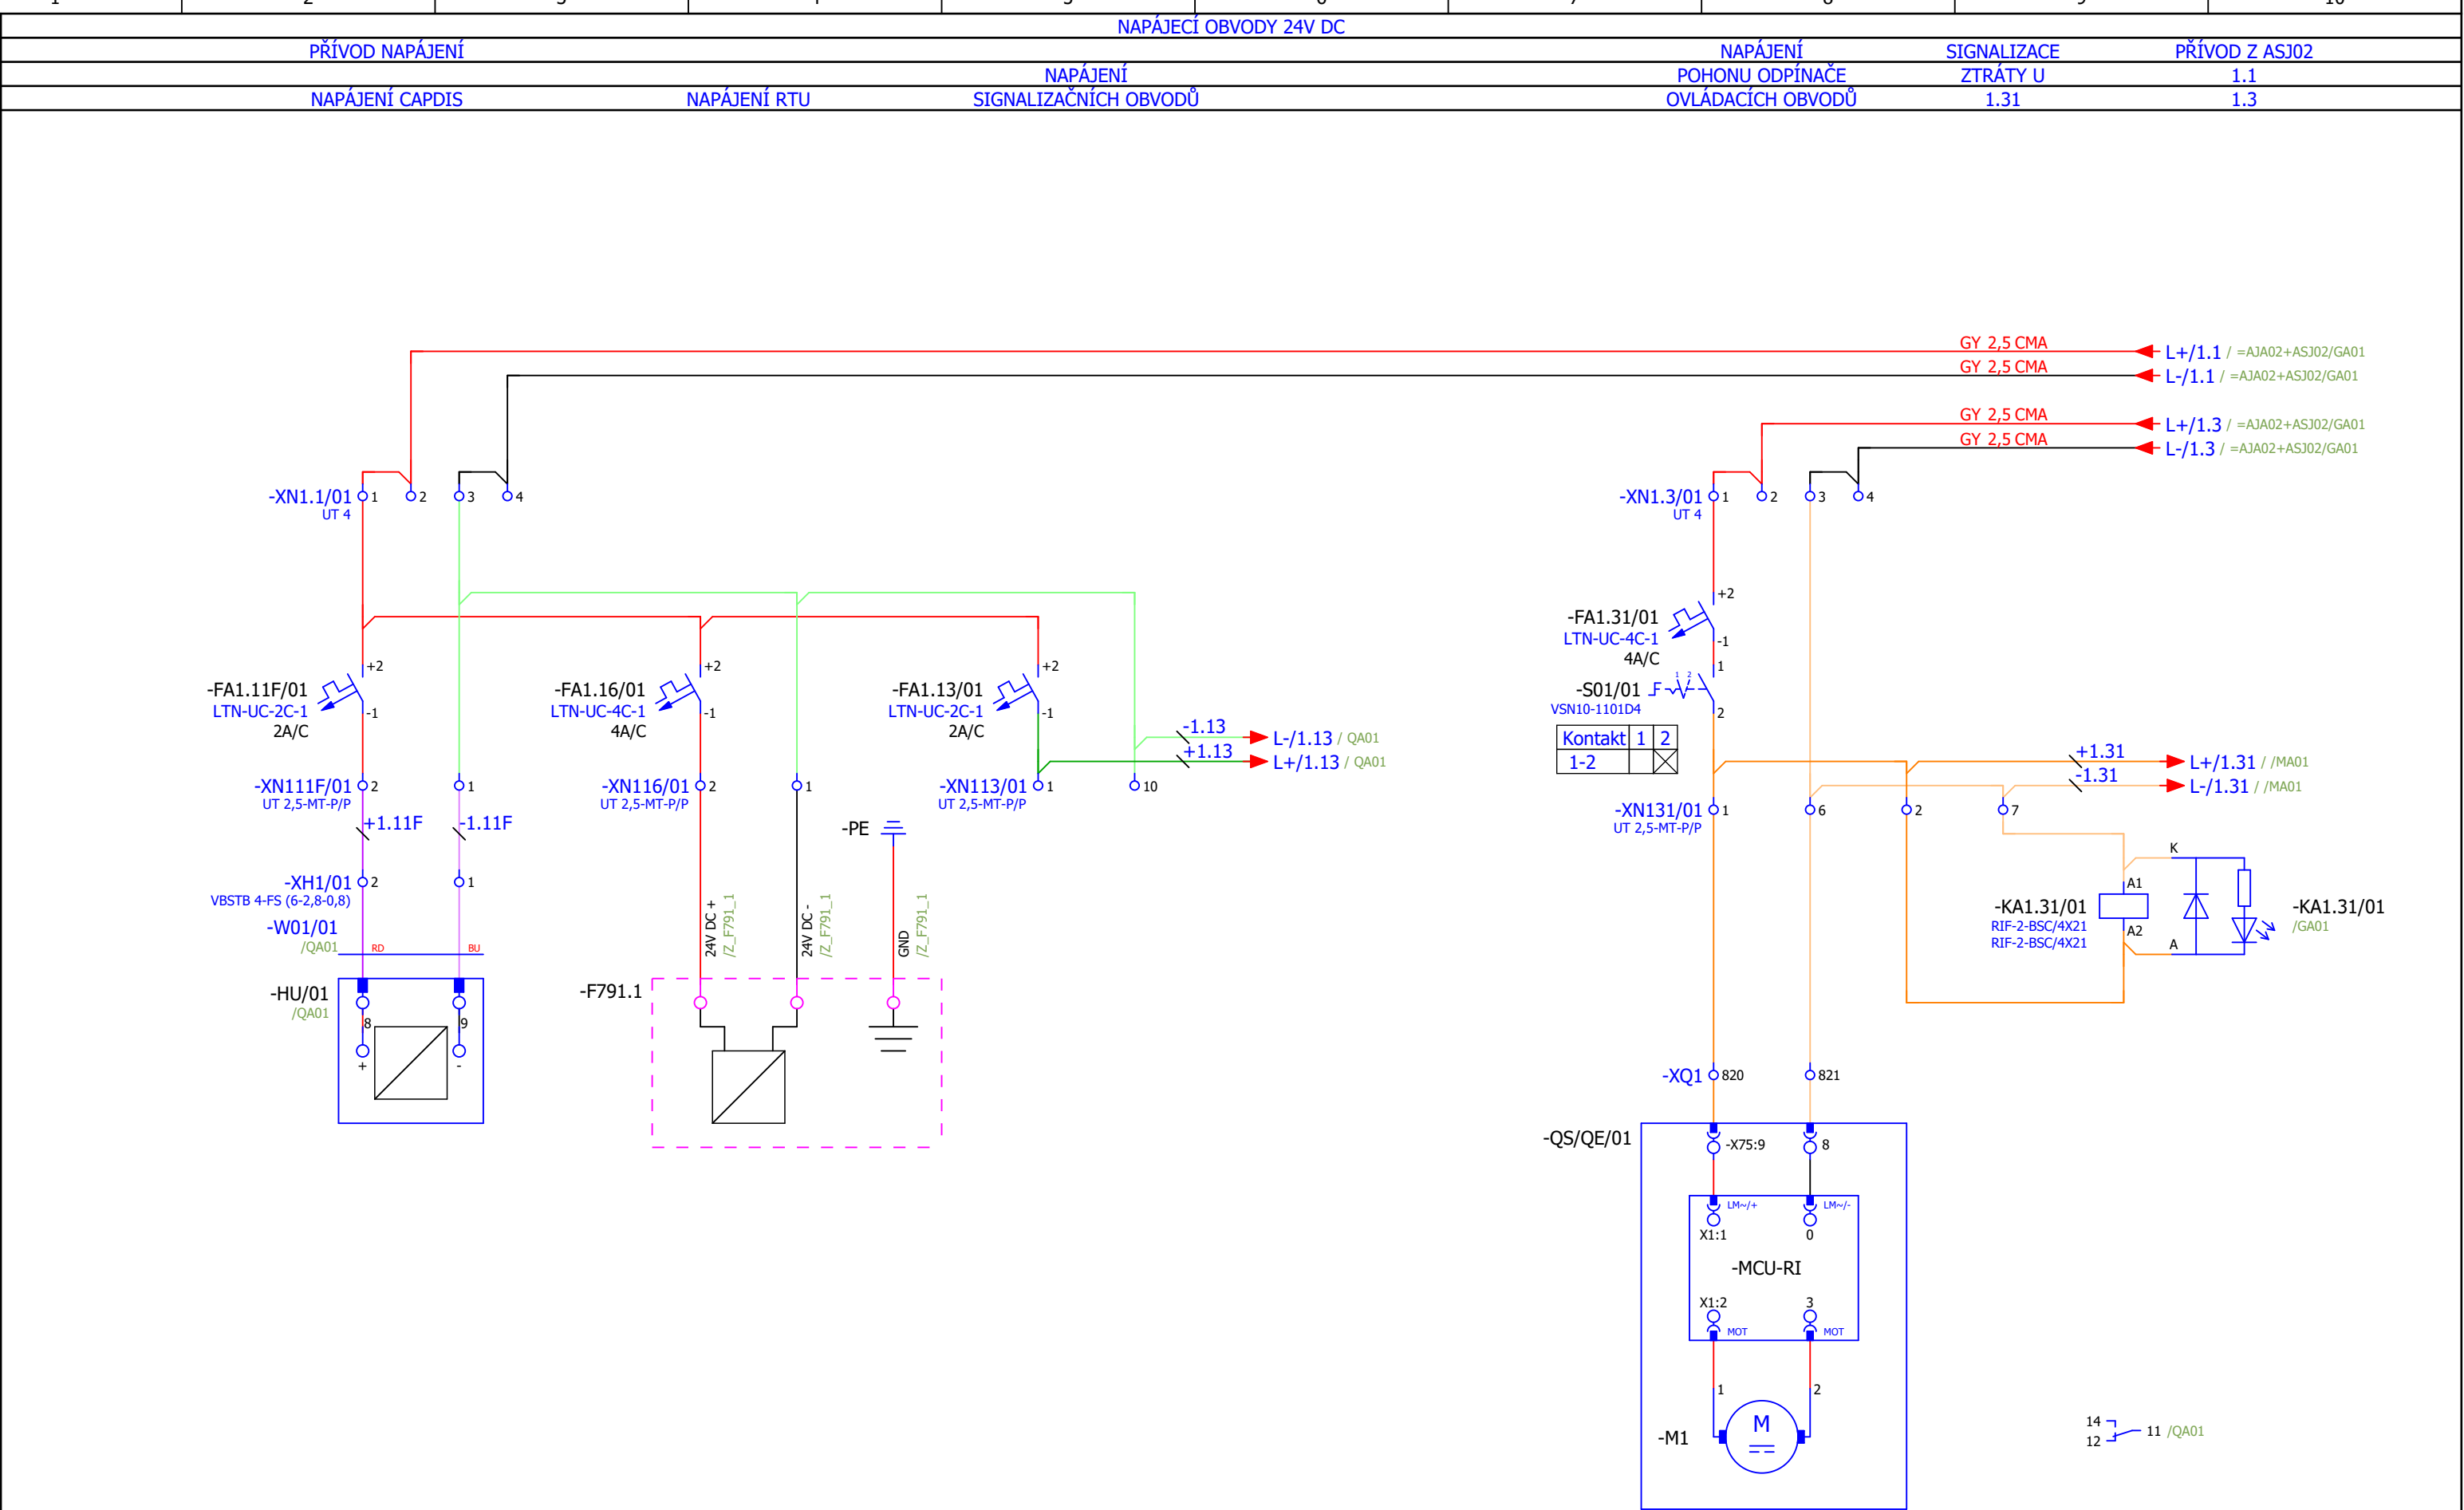 NAPÁJECÍ OBVODY 24V DC
PŘÍVOD NAPÁJENÍ NAPÁJENÍ SIGNALIZACE PŘÍVOD Z ASJ02
NAPÁJENÍ POHONU ODPÍNAČE ZTRÁTY U 1.1
NAPÁJENÍ CAPDIS NAPÁJENÍ RTU SIGNALIZAČNÍCH OBVODŮ OVLÁDACÍCH OBVODŮ 1.31 1.3
GY 2,5 CMA L+/1.1 / =AJA02+ASJ02/GA01
GY 2,5 CMA L-/1.1 / =AJA02+ASJ02/GA01
GY 2,5 CMA L+/1.3 / =AJA02+ASJ02/GA01
GY 2,5 CMA L-/1.3 / =AJA02+ASJ02/GA01
-XN1.1/01 1 2 3 4
UT 4
-XN1.3/01 1 2 3 4
UT 4
+2
-FA1.11F/01
LTN-UC-2C-1 -1
2A/C
+2
-FA1.16/01
LTN-UC-4C-1 -1
4A/C
+2
-FA1.13/01
LTN-UC-2C-1 -1
2A/C
+2
-FA1.31/01
LTN-UC-4C-1 -1
4A/C
1
-S01/01 1 2
VSN10-1101D4 2
Kontakt 1 2
1-2
-1.13 L-/1.13 / QA01
+1.13 L+/1.13 / QA01
+1.31 L+/1.31 / /MA01
-1.31 L-/1.31 / /MA01
-XN111F/01 2 1
UT 2,5-MT-P/P
-XN116/01 2 1
UT 2,5-MT-P/P
-XN113/01 1 10
UT 2,5-MT-P/P
-XN131/01 1 6 2 7
UT 2,5-MT-P/P
+1.11F -1.11F
-PE
-XH1/01 2 1
VBSTB 4-FS (6-2,8-0,8)
-W01/01
/QA01 RD BU
24V DC +
/Z_F791_1
24V DC -
/Z_F791_1
GND
/Z_F791_1
K
A1
-KA1.31/01
RIF-2-BSC/4X21
RIF-2-BSC/4X21
A2
A
-KA1.31/01
/GA01
-HU/01
/QA01
8 9
+ -
-F791.1
-XQ1 820 821
-QS/QE/01
-X75:9 8
LM~/+ LM~/-
X1:1 0
-MCU-RI
X1:2 3
MOT MOT
1 2
-M1 M
14
12 11 /QA01